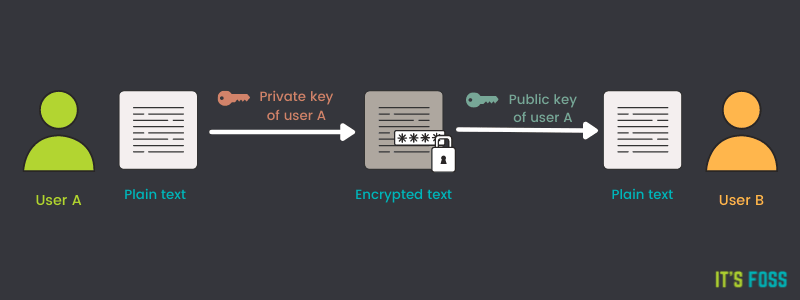 Private key
of user A
Public key
of user A
****
User A
Plain text
Encrypted text
Plain text
User B
IT'S FOSS